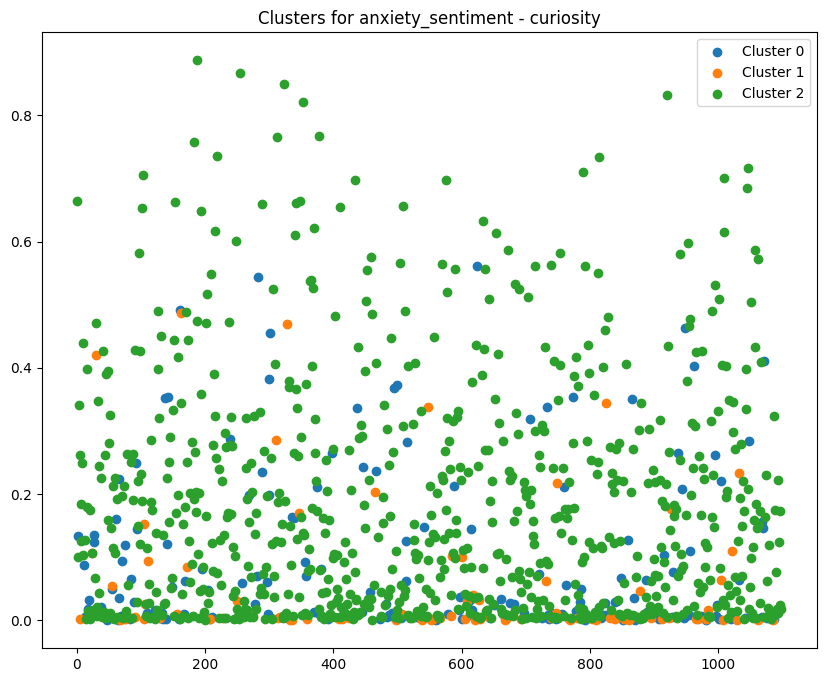 Clusters for anxiety_sentiment - curiosity
Cluster 0
Cluster 1
Cluster 2
0.8
0.6
0.4
0.2
0.0
0 200 400 600 800 1000